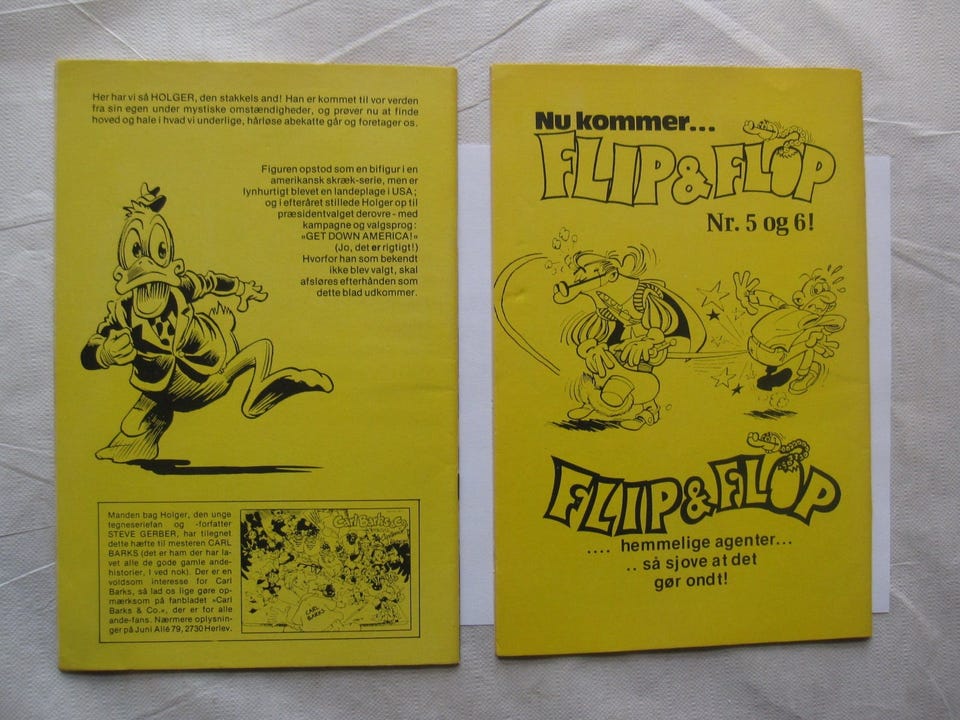 Her har vi så HOLGER, den stakkels and! Han er kommet til vor verden
fra sin egen under mystiske omstændigheder, og prøver nu at finde
hoved og hale i hvad vi underlige, hårløse abekatte går og foretager os.
Figuren opstod som en bifigur i en
amerikansk skræk-serie, men er
lynhurtigt blevet en landeplage i USA;
og i efteråret stillede Holger op til
præsidentvalget derovre - med
kampagne og valgsprog:
»GET DOWN AMERICA!«
(Jo, det er rigtigt!)
Hvorfor han som bekendt
ikke blev valgt, skal
afsløres efterhånden som
dette blad udkommer.
Manden bag Holger, den unge
tegneseriefan og -forfatter
STEVE GERBER, har tilegnet
dette hæfte til mesteren CARL
BARKS (det er ham der har la-
vet alle de gode gamle ande-
historier, I ved nok). Der er en
voldsom interesse for Carl
Barks, så lad os lige gøre op-
mærksom på fanbladet »Carl
Barks & Co.«, der er for alle
ande-fans. Nærmere oplysnin-
ger på Juni Allé 79, 2730 Herlev.
Carl Barks & Co.
CARL
BARKS
Nu kommer...
FLIP & FLOP
Nr. 5 og 6!
FLIP & FLOP
.... hemmelige agenter...
.. så sjove at det
gør ondt!